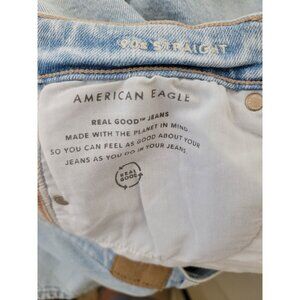 90s STRAIGHT
AMERICAN EAGLE
REAL GOOD™ JEANS
MADE WITH THE PLANET IN MIND
SO YOU CAN FEEL AS GOOD ABOUT YOUR
JEANS AS YOU DO IN YOUR JEANS.
REAL
GOOD